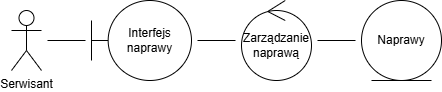 Interfejs
naprawy
Zarządzanie
naprawą
Naprawy
Serwisant